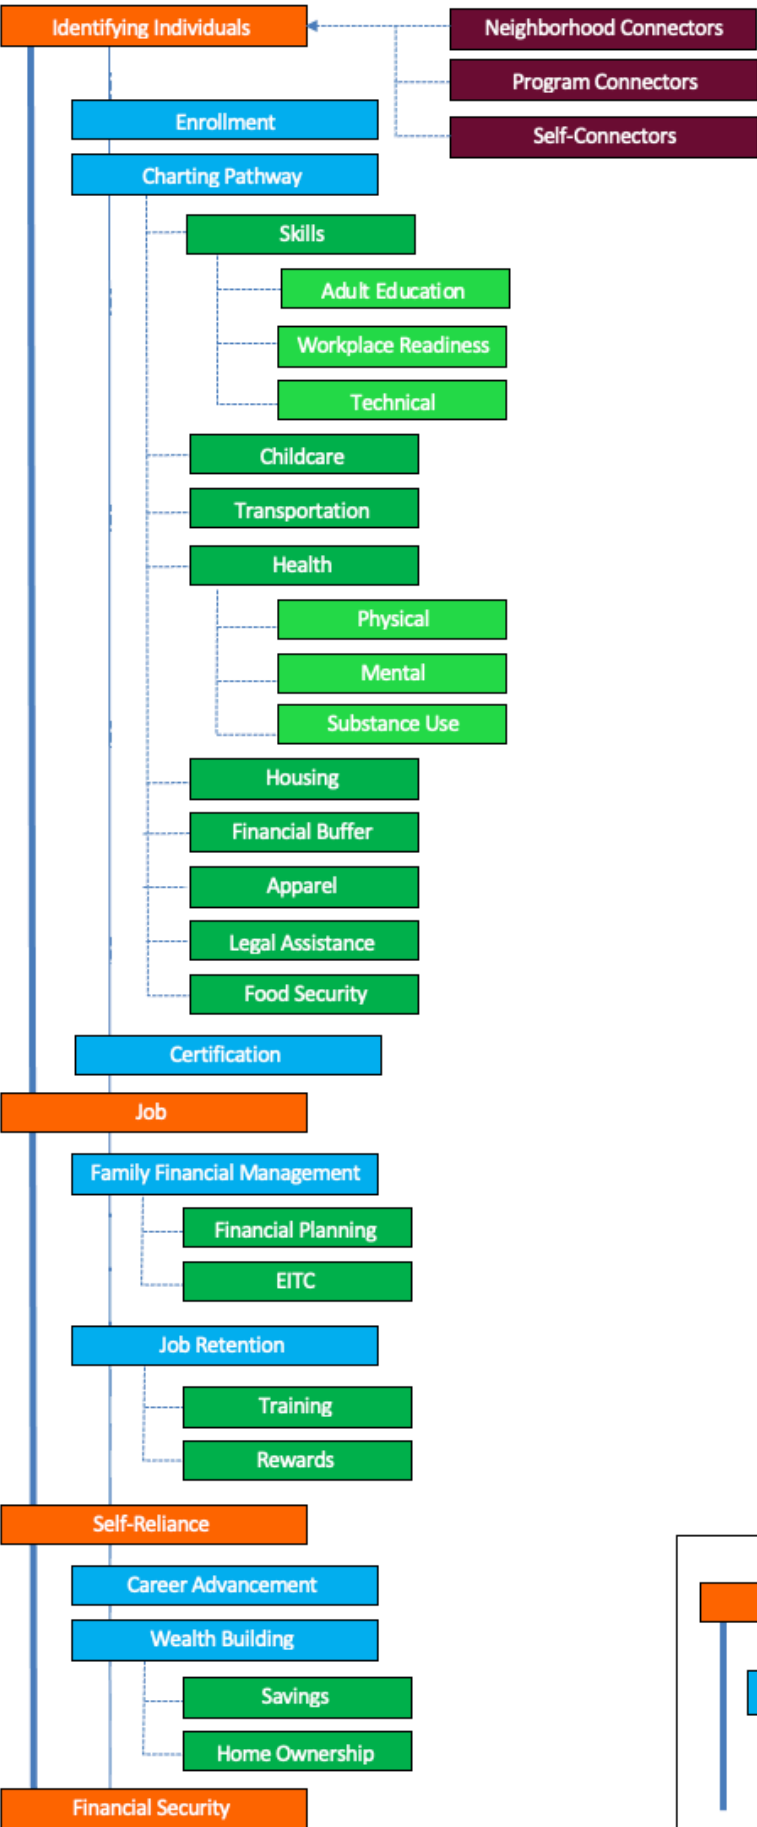 Identifying Individuals
Neighborhood Connectors
Program Connectors
Self-Connectors
Enrollment
Charting Pathway
Skills
Adult Education
Workplace Readiness
Technical
Childcare
Transportation
Health
Physical
Mental
Substance Use
Housing
Financial Buffer
Apparel
Legal Assistance
Food Security
Certification
Job
Family Financial Management
Financial Planning
EITC
Job Retention
Training
Rewards
Self-Reliance
Career Advancement
Wealth Building
Savings
Home Ownership
Financial Security